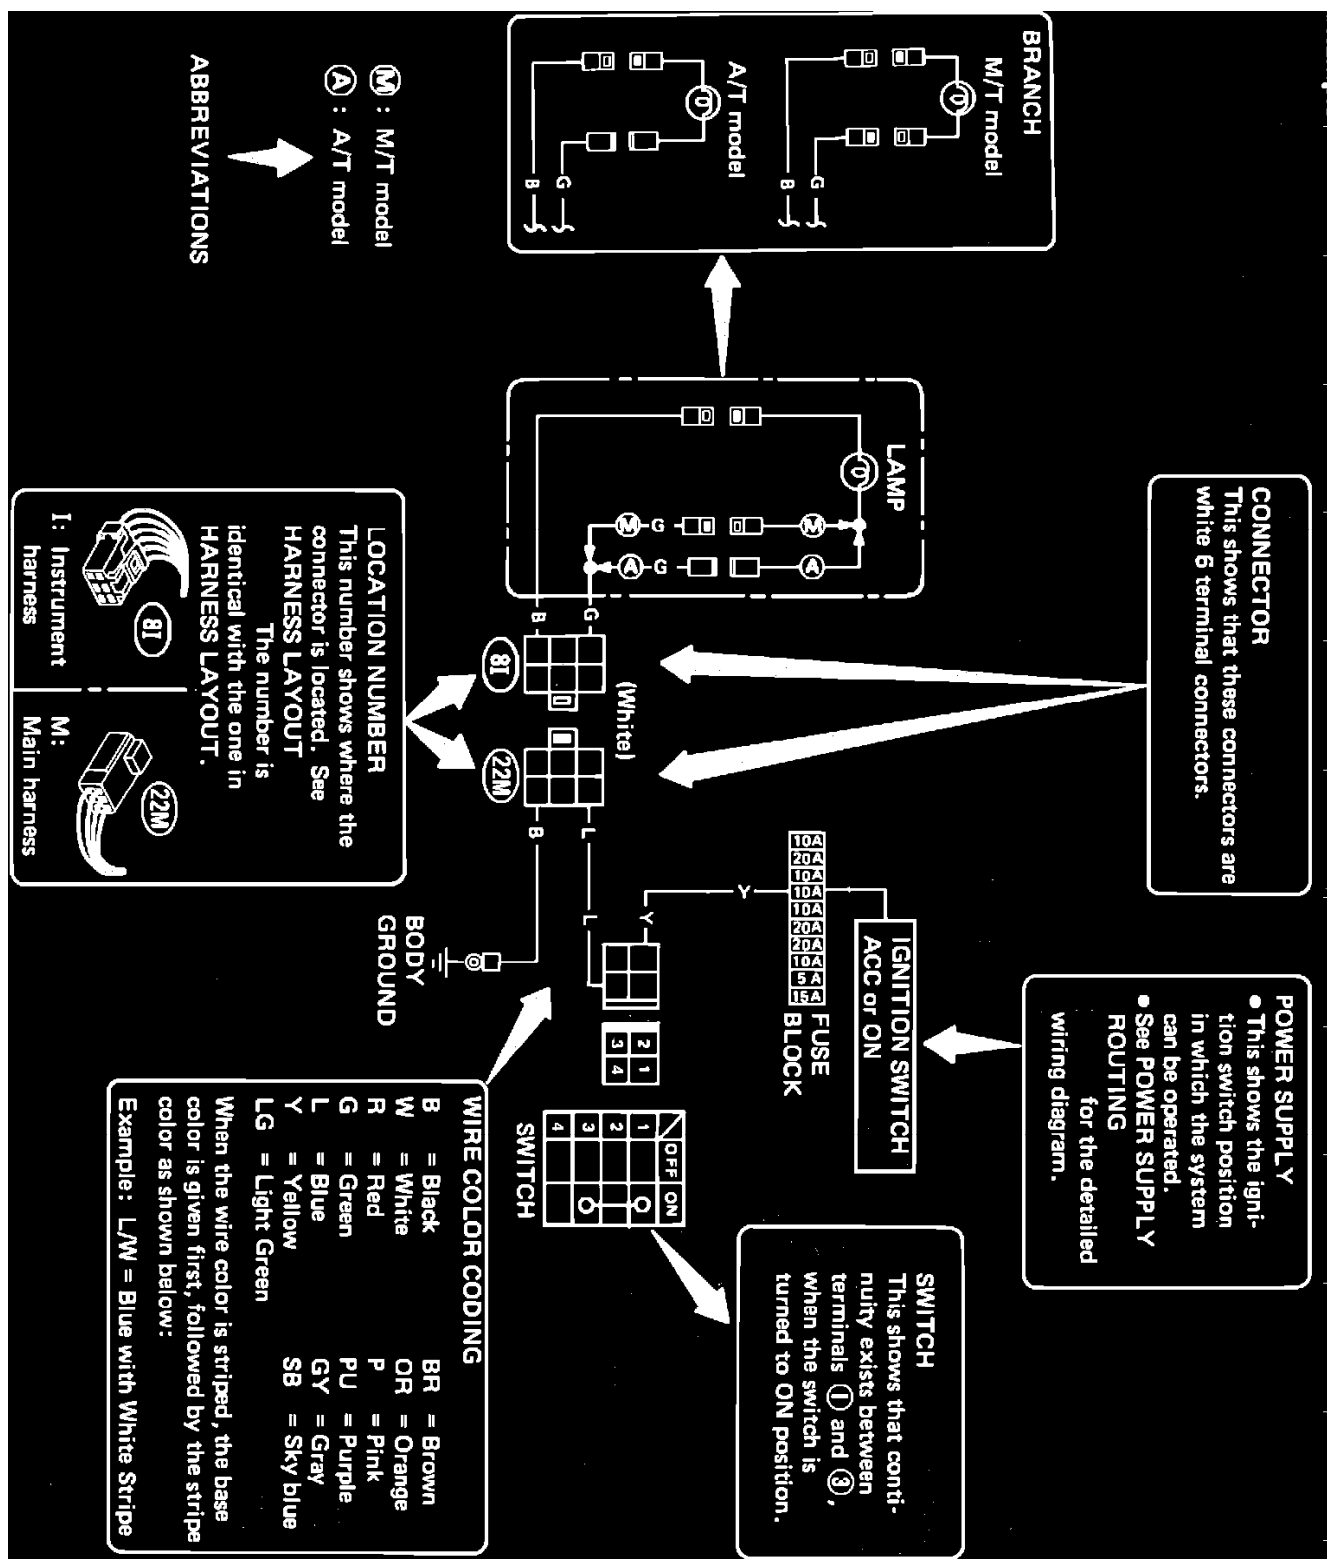 CONNECTOR
This shows that these connectors are
white 6 terminal connectors.
POWER SUPPLY
● This shows the igni-
tion switch position
in which the system
can be operated.
● See POWER SUPPLY
ROUTING
for the detailed
wiring diagram.
BRANCH
M/T model
G
B
A/T model
G
B
LAMP
M
G
M
A
G
A
G
B
8I
(White)
22M
L
B
L
Y
Y
IGNITION SWITCH
ACC or ON
10A
20A
10A
10A
10A
20A
20A
10A
5A
15A
FUSE
BLOCK
2 1
3 4
OFF ON
1
2
3
4
SWITCH
BODY
GROUND
SWITCH
This shows that conti-
nuity exists between
terminals ① and ③,
when the switch is
turned to ON position.
Ⓜ : M/T model
Ⓐ : A/T model
ABBREVIATIONS
LOCATION NUMBER
This number shows where the
connector is located. See
HARNESS LAYOUT
The number is
identical with the one in
HARNESS LAYOUT.
8I
I: Instrument
harness
22M
M:
Main harness
WIRE COLOR CODING
B = Black BR = Brown
W = White OR = Orange
R = Red P = Pink
G = Green PU = Purple
L = Blue GY = Gray
Y = Yellow SB = Sky blue
LG = Light Green
When the wire color is striped, the base
color is given first, followed by the stripe
color as shown below:
Example: L/W = Blue with White Stripe